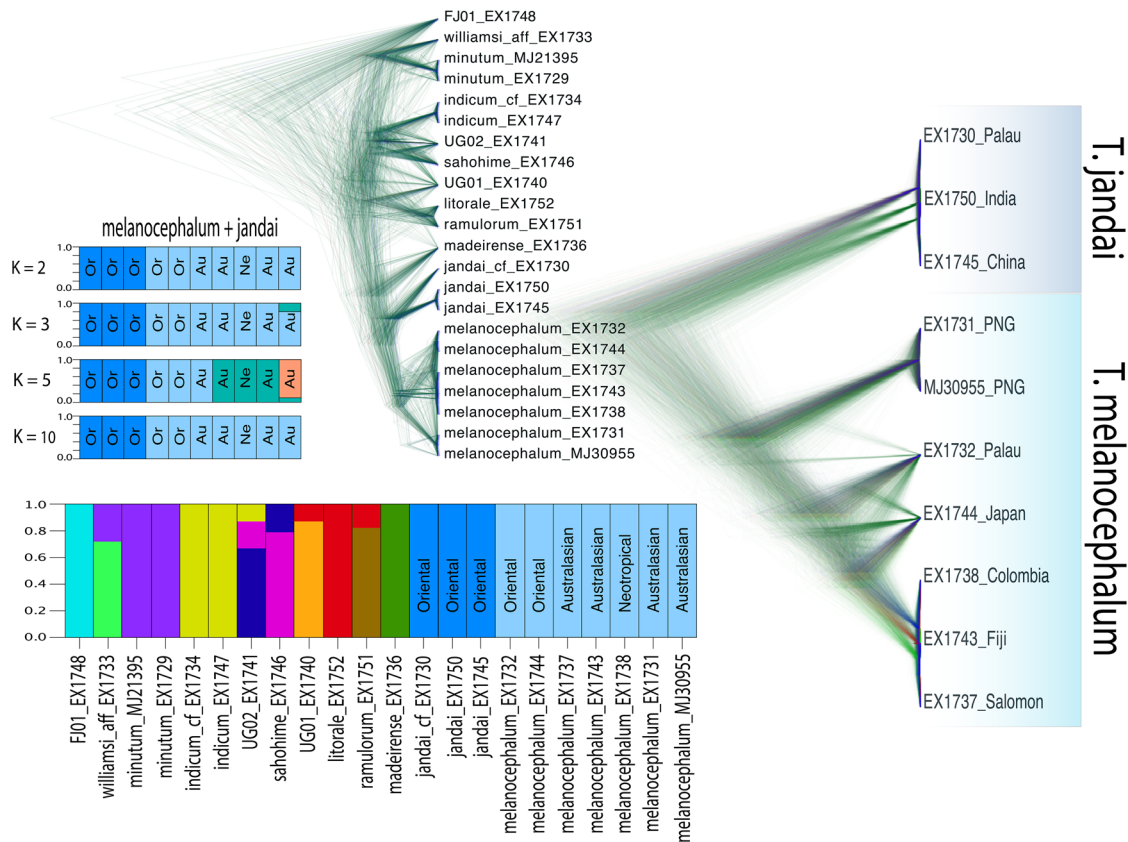 FJ01_EX1748
williamsi_aff_EX1733
minutum_MJ21395
minutum_EX1729
indicum_cf_EX1734
indicum_EX1747
UG02_EX1741
sahohime_EX1746
UG01_EX1740
litorale_EX1752
ramulorum_EX1751
madeirense_EX1736
jandai_cf_EX1730
jandai_EX1750
jandai_EX1745
melanocephalum_EX1732
melanocephalum_EX1744
melanocephalum_EX1737
melanocephalum_EX1743
melanocephalum_EX1738
melanocephalum_EX1731
melanocephalum_MJ30955
EX1730_Palau
EX1750_India
EX1745_China
T. jandai
EX1731_PNG
MJ30955_PNG
EX1732_Palau
EX1744_Japan
EX1738_Colombia
EX1743_Fiji
EX1737_Salomon
T. melanocephalum
melanocephalum + jandai
K = 2
1.0
0.0
Or Or Or Or Or Au Au Ne Au Au
K = 3
1.0
0.0
Or Or Or Or Or Au Au Ne Au Au
K = 5
1.0
0.0
Or Or Or Or Or Au Au Ne Au Au
K = 10
1.0
0.0
Or Or Or Or Or Au Au Ne Au Au
1.0
0.8
0.6
0.4
0.2
0.0
Oriental
Oriental
Oriental
Oriental
Oriental
Australasian
Australasian
Neotropical
Australasian
Australasian
FJ01_EX1748
williamsi_aff_EX1733
minutum_MJ21395
minutum_EX1729
indicum_cf_EX1734
indicum_EX1747
UG02_EX1741
sahohime_EX1746
UG01_EX1740
litorale_EX1752
ramulorum_EX1751
madeirense_EX1736
jandai_cf_EX1730
jandai_EX1750
jandai_EX1745
melanocephalum_EX1732
melanocephalum_EX1744
melanocephalum_EX1737
melanocephalum_EX1743
melanocephalum_EX1738
melanocephalum_EX1731
melanocephalum_MJ30955